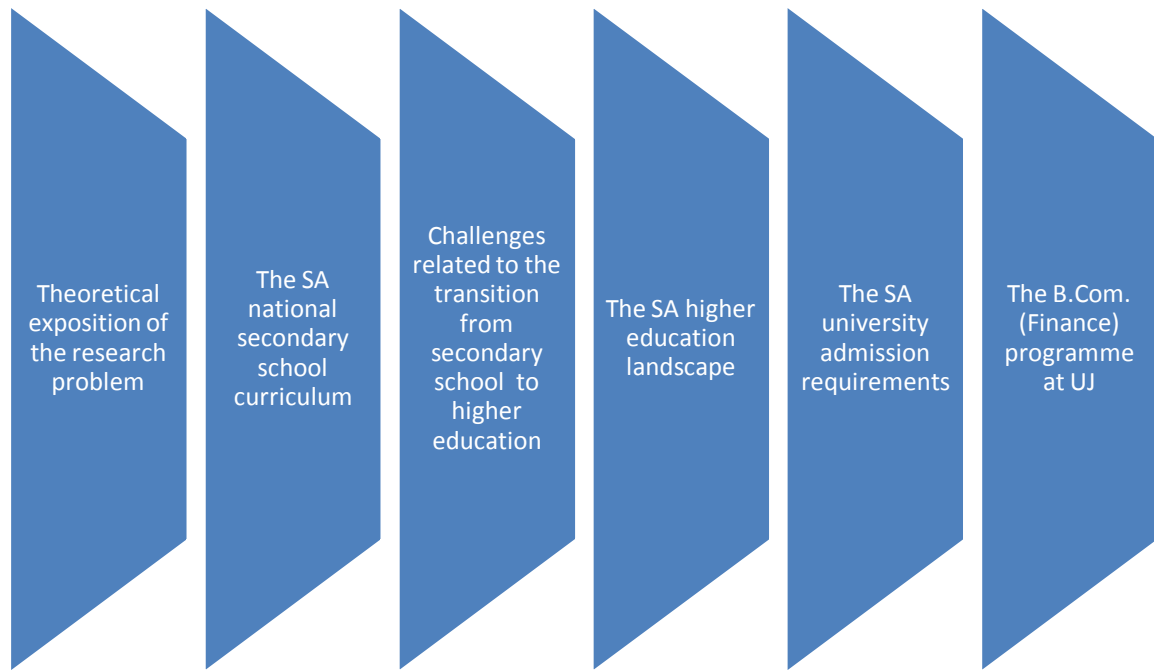 Theoretical
exposition of
the research
problem
The SA
national
secondary
school
curriculum
Challenges
related to the
transition
from
secondary
school to
higher
education
The SA higher
education
landscape
The SA
university
admission
requirements
The B.Com.
(Finance)
programme
at UJ